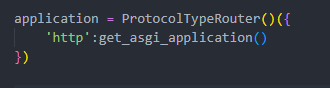 application = ProtocolTypeRouter()({
    'http':get_asgi_application()
})